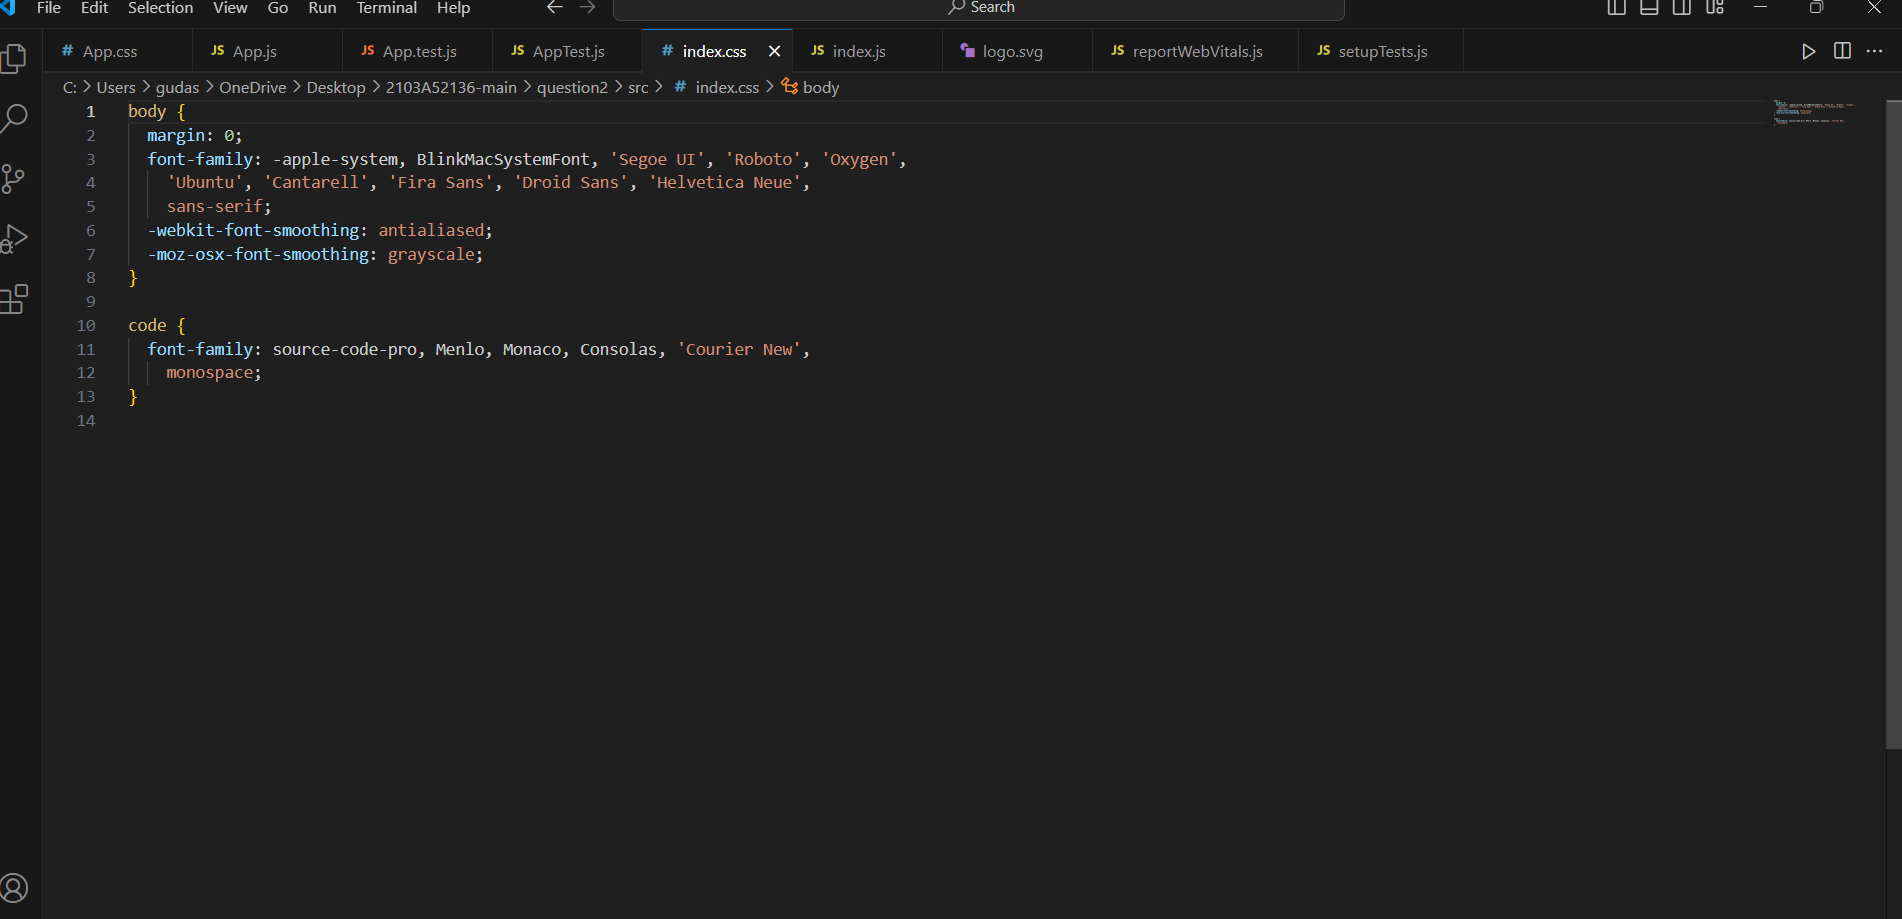 File Edit Selection View Go Run Terminal Help Search
# App.css JS App.js JS App.test.js JS AppTest.js # index.css JS index.js logo.svg JS reportWebVitals.js JS setupTests.js
C: > Users > gudas > OneDrive > Desktop > 2103A52136-main > question2 > src > # index.css > body
1 body {
2 margin: 0;
3 font-family: -apple-system, BlinkMacSystemFont, 'Segoe UI', 'Roboto', 'Oxygen',
4 'Ubuntu', 'Cantarell', 'Fira Sans', 'Droid Sans', 'Helvetica Neue',
5 sans-serif;
6 -webkit-font-smoothing: antialiased;
7 -moz-osx-font-smoothing: grayscale;
8 }
9
10 code {
11 font-family: source-code-pro, Menlo, Monaco, Consolas, 'Courier New',
12 monospace;
13 }
14